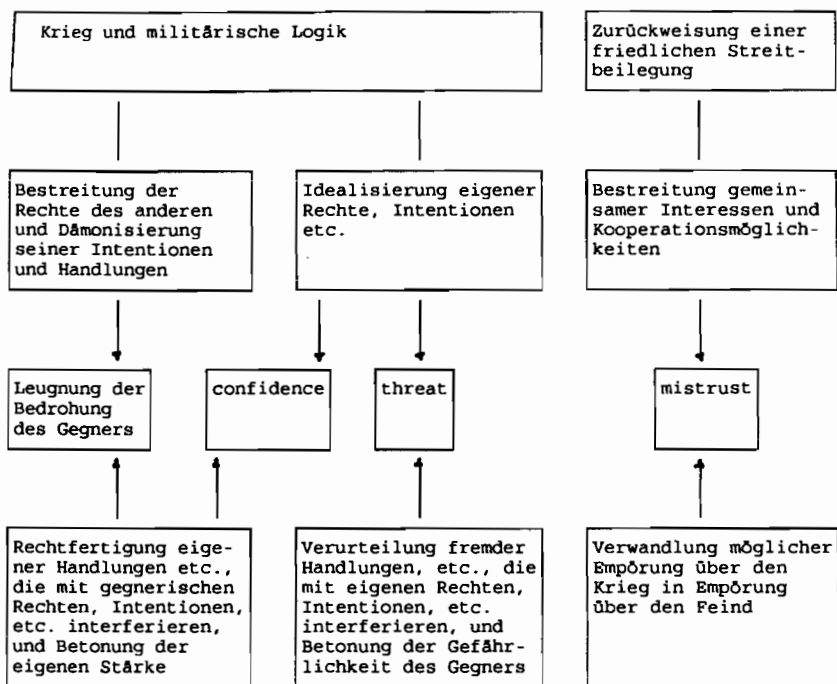 Krieg und militärische Logik
Zurückweisung einer
friedlichen Streit-
beilegung
Bestreitung der
Rechte des anderen
und Dämonisierung
seiner Intentionen
und Handlungen
Idealisierung eigener
Rechte, Intentionen
etc.
Bestreitung gemein-
samer Interessen und
Kooperationsmöglich-
keiten
Leugnung der
Bedrohung
des Gegners
confidence
threat
mistrust
Rechtfertigung eige-
ner Handlungen etc.,
die mit gegnerischen
Rechten, Intentionen,
etc. interferieren,
und Betonung der
eigenen Stärke
Verurteilung fremder
Handlungen, etc., die
mit eigenen Rechten,
Intentionen, etc.
interferieren, und
Betonung der Gefähr-
lichkeit des Gegners
Verwandlung möglicher
Empörung über den
Krieg in Empörung
über den Feind